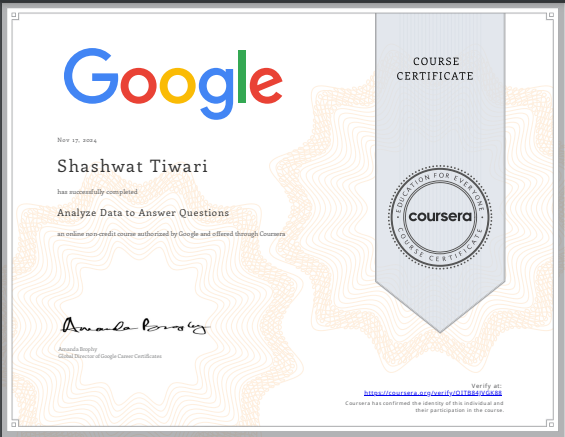 Google
COURSE
CERTIFICATE
Nov 17, 2024
Shashwat Tiwari
has successfully completed
Analyze Data to Answer Questions
an online non-credit course authorized by Google and offered through Coursera
EDUCATION FOR EVERYONE
coursera
COURSE CERTIFICATE
Amanda Brophy
Amanda Brophy
Global Director of Google Career Certificates
Verify at:
https://coursera.org/verify/OITB84JVGK88
Coursera has confirmed the identity of this individual and
their participation in the course.